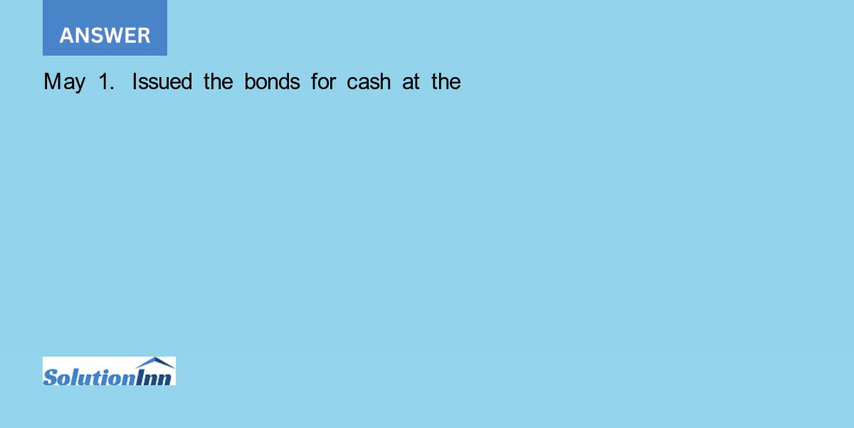 ANSWER
May 1. Issued the bonds for cash at the
SolutionInn